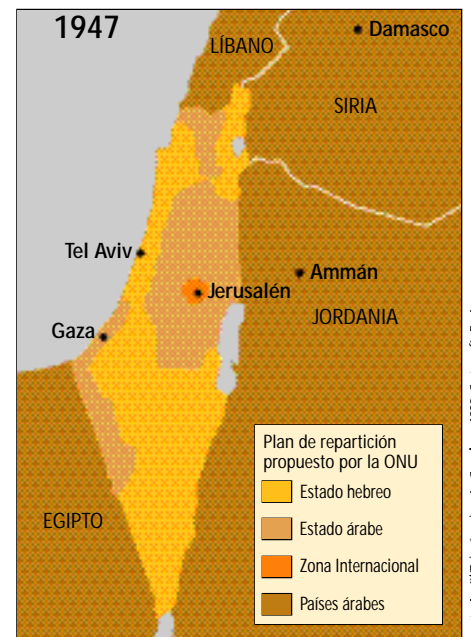 1947
Damasco
LÍBANO
SIRIA
Tel Aviv
Ammán
Jerusalén
JORDANIA
Gaza
EGIPTO
Plan de repartición
propuesto por la ONU
Estado hebreo
Estado árabe
Zona Internacional
Países árabes